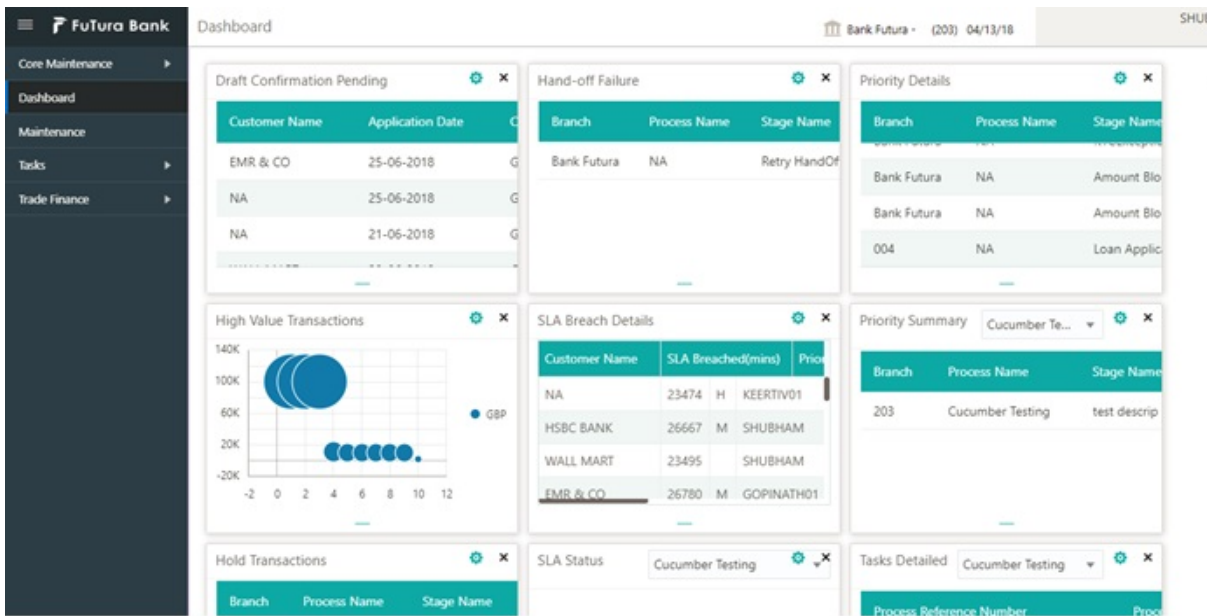 FuTura Bank
Dashboard
Bank Futura - (203) 04/13/18
SHU
Core Maintenance
Dashboard
Maintenance
Tasks
Trade Finance
Draft Confirmation Pending
Customer Name Application Date
EMR & CO 25-06-2018 G
NA 25-06-2018 G
NA 21-06-2018 G
Hand-off Failure
Branch Process Name Stage Name
Bank Futura NA Retry HandOf
Priority Details
Branch Process Name Stage Name
Bank Futura NA Amount Blo
Bank Futura NA Amount Blo
004 NA Loan Applic
High Value Transactions
140K
100K
60K
20K
-20K
-2 0 2 4 6 8 10 12
GBP
SLA Breach Details
Customer Name SLA Breached(mins) Prior
NA 23474 H KEERTIV01
HSBC BANK 26667 M SHUBHAM
WALL MART 23495 SHUBHAM
EMR & CO 26780 M GOPINATH01
Priority Summary Cucumber Te...
Branch Process Name Stage Name
203 Cucumber Testing test descrip
Hold Transactions
Branch Process Name Stage Name
SLA Status Cucumber Testing
Tasks Detailed Cucumber Testing
Process Reference Number Proc